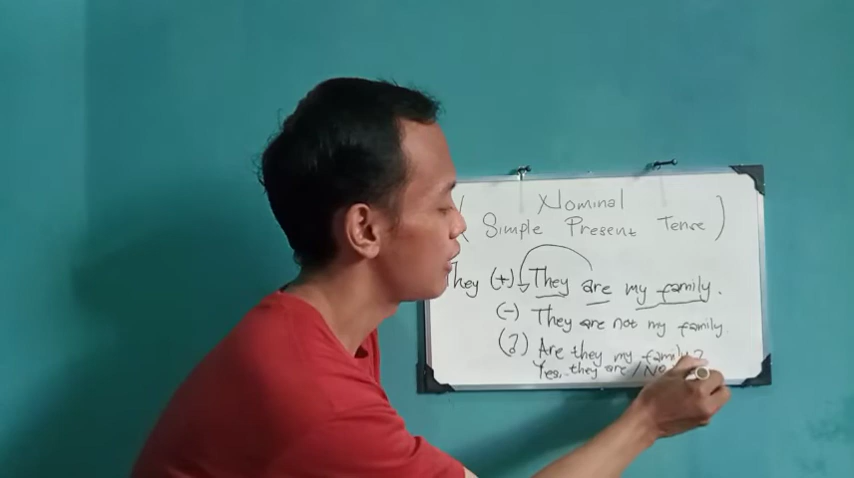 ( Nominal
Simple Present Tence )
They (+) They are my family.
(-) They are not my family.
(?) Are they my family?
Yes, they are / No